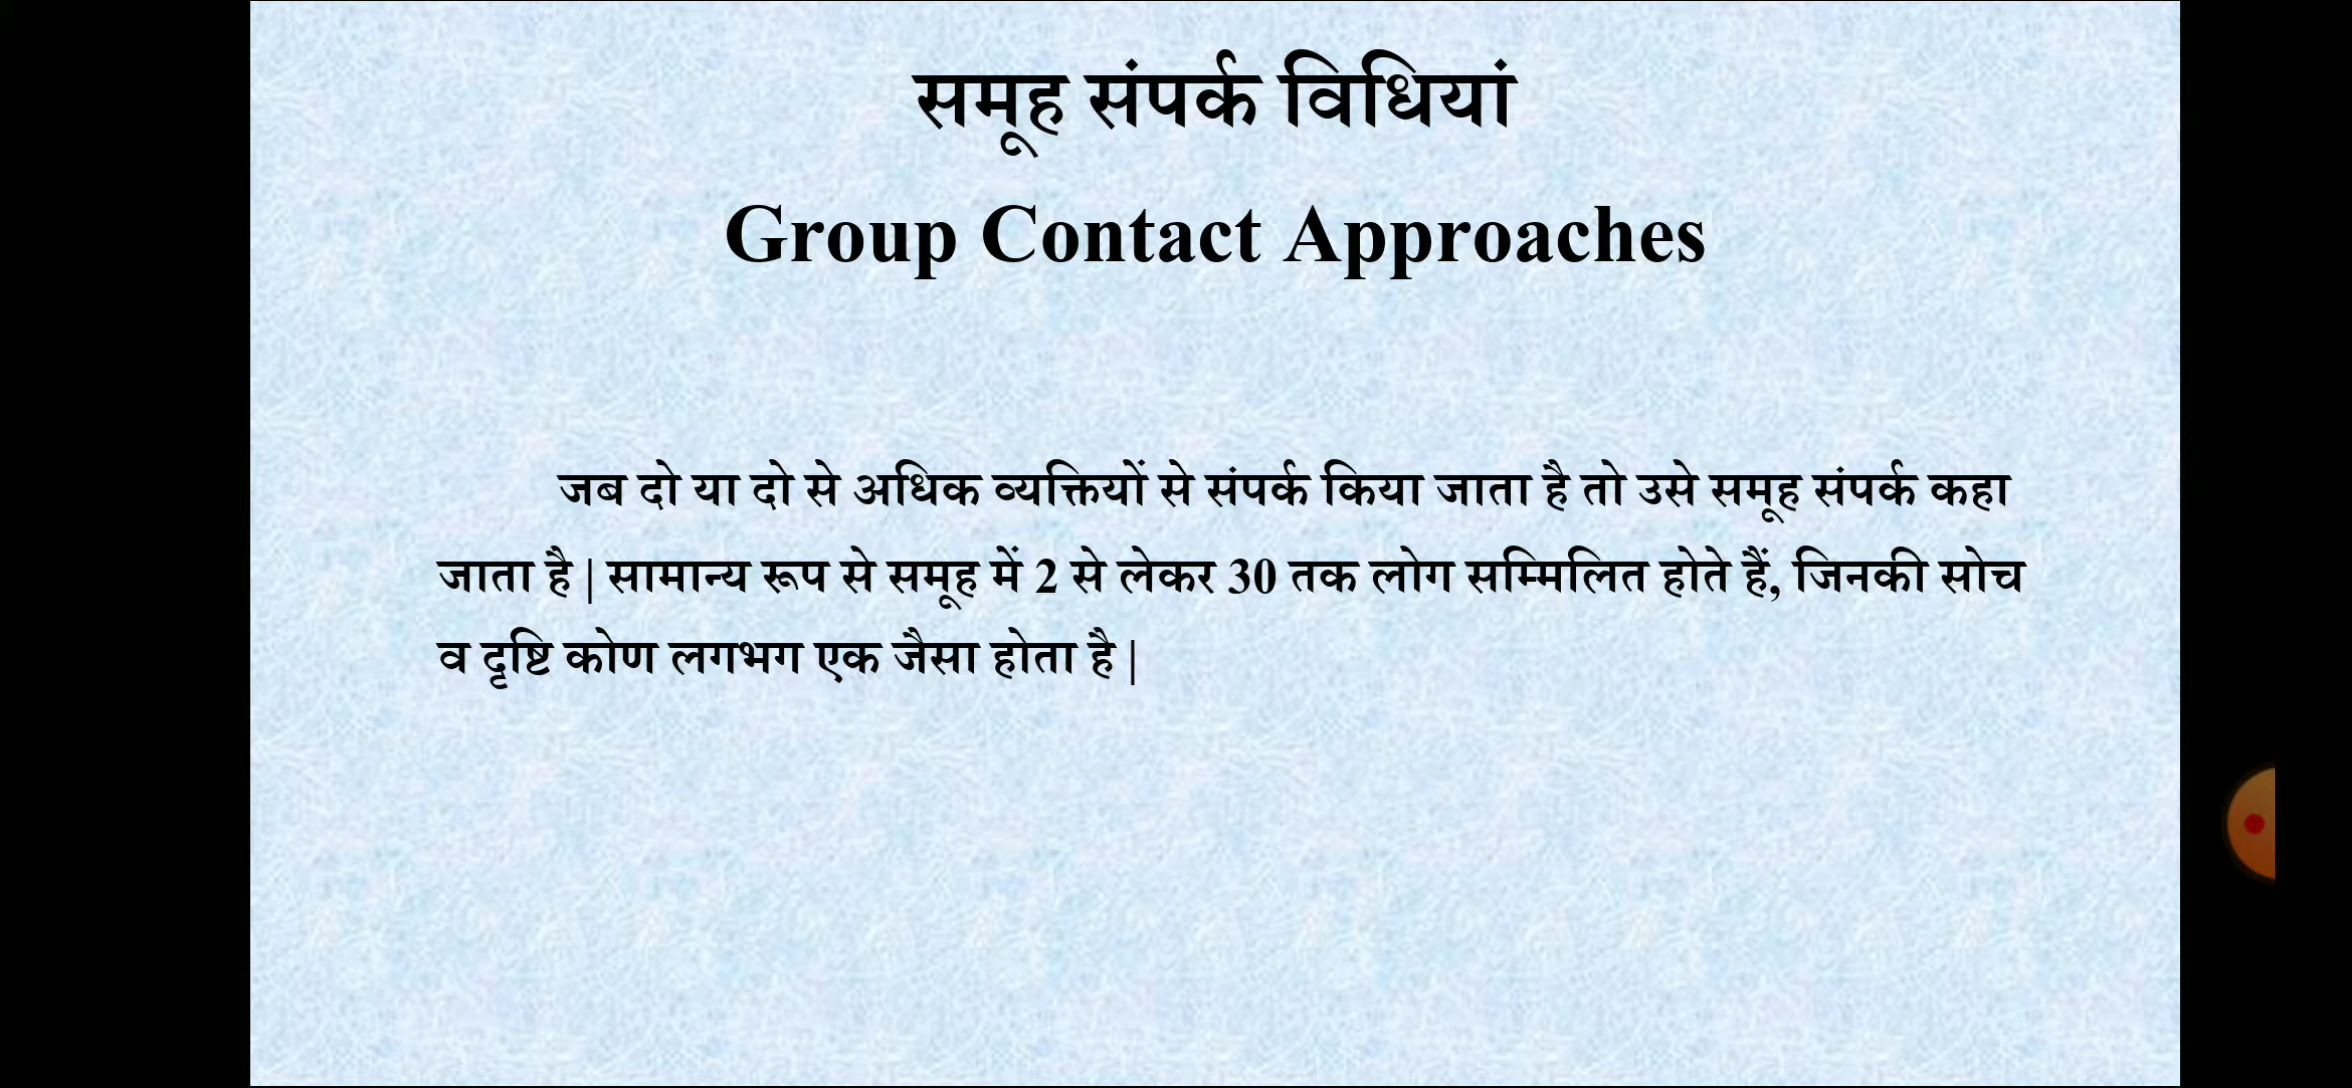 समूह संपर्क विधियां
Group Contact Approaches
जब दो या दो से अधिक व्यक्तियों से संपर्क किया जाता है तो उसे समूह संपर्क कहा
जाता है | सामान्य रूप से समूह में 2 से लेकर 30 तक लोग सम्मिलित होते हैं, जिनकी सोच
व दृष्टि कोण लगभग एक जैसा होता है |